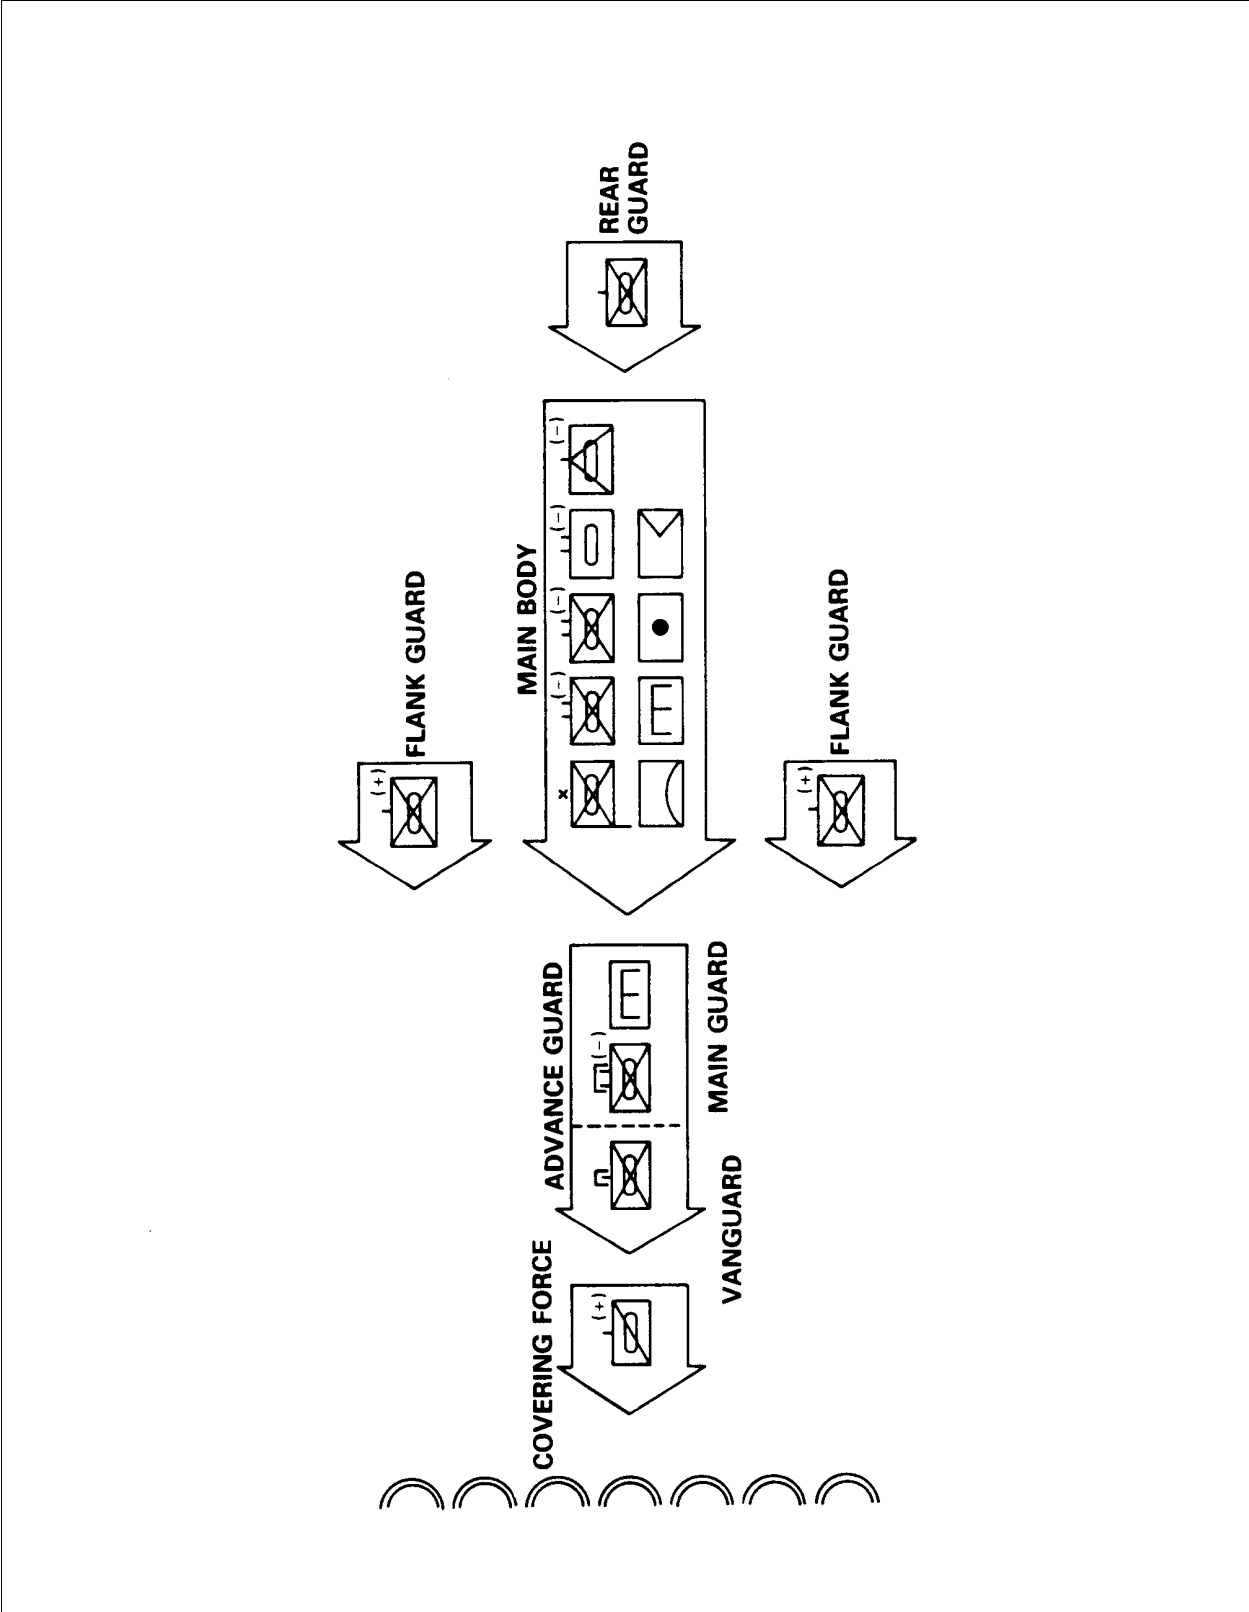 REAR
GUARD
(-)
(-)
(-)
(-)
MAIN BODY
x
FLANK GUARD
(+)
FLANK GUARD
(+)
ADVANCE GUARD
(-)
MAIN GUARD
VANGUARD
COVERING FORCE
(+)